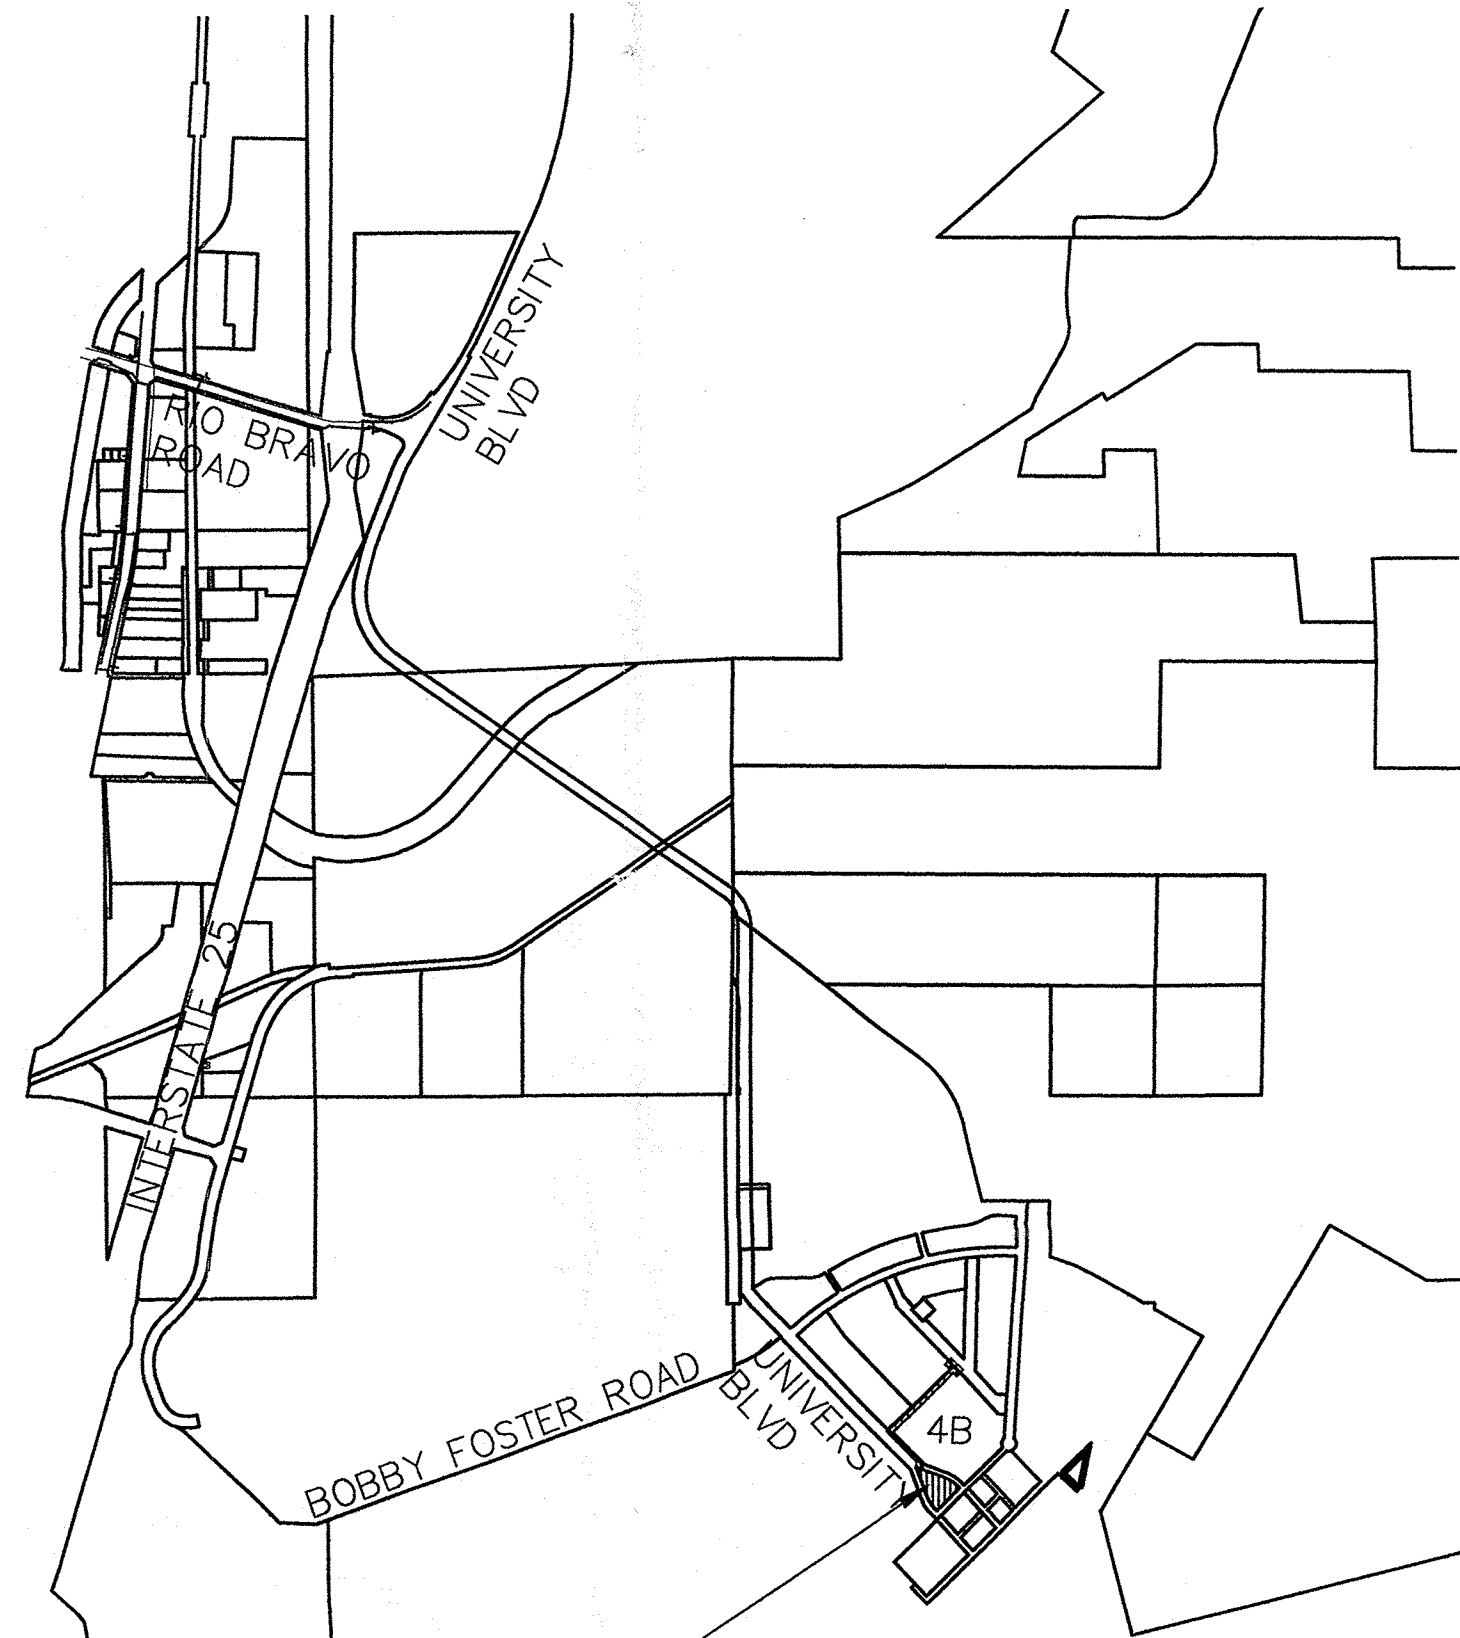 UNIVERSITY
BLVD
RIO BRAVO
ROAD
INTERSTATE 25
BOBBY FOSTER ROAD
UNIVERSITY
BLVD
4B